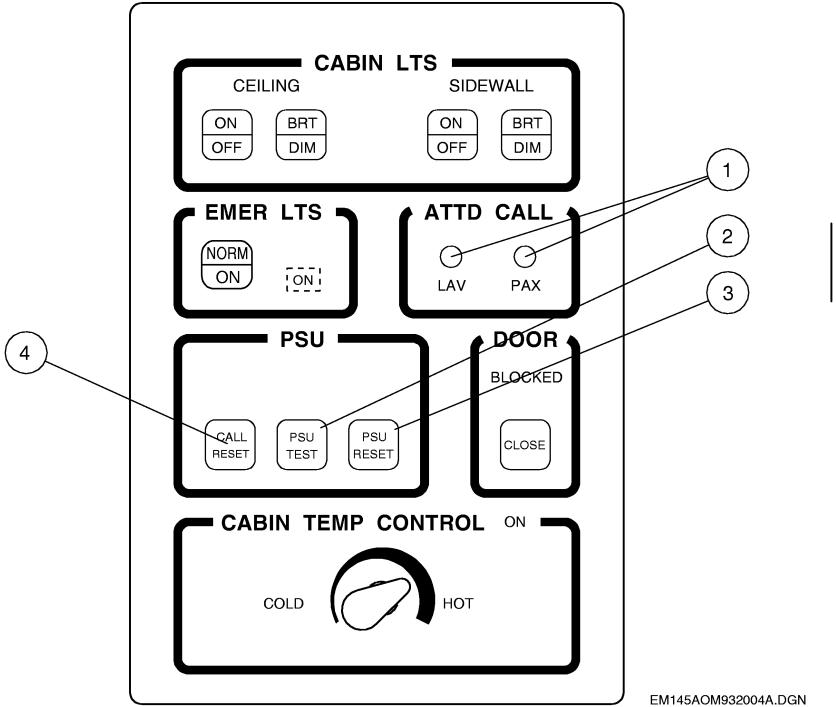 CABIN LTS
CEILING SIDEWALL
ON BRT ON BRT
OFF DIM OFF DIM
1
EMER LTS ATTD CALL
2
NORM
ON ON
LAV PAX
3
PSU DOOR
4
BLOCKED
CALL PSU PSU
RESET TEST RESET
CLOSE
CABIN TEMP CONTROL ON
COLD HOT
EM145AOM932004A.DGN